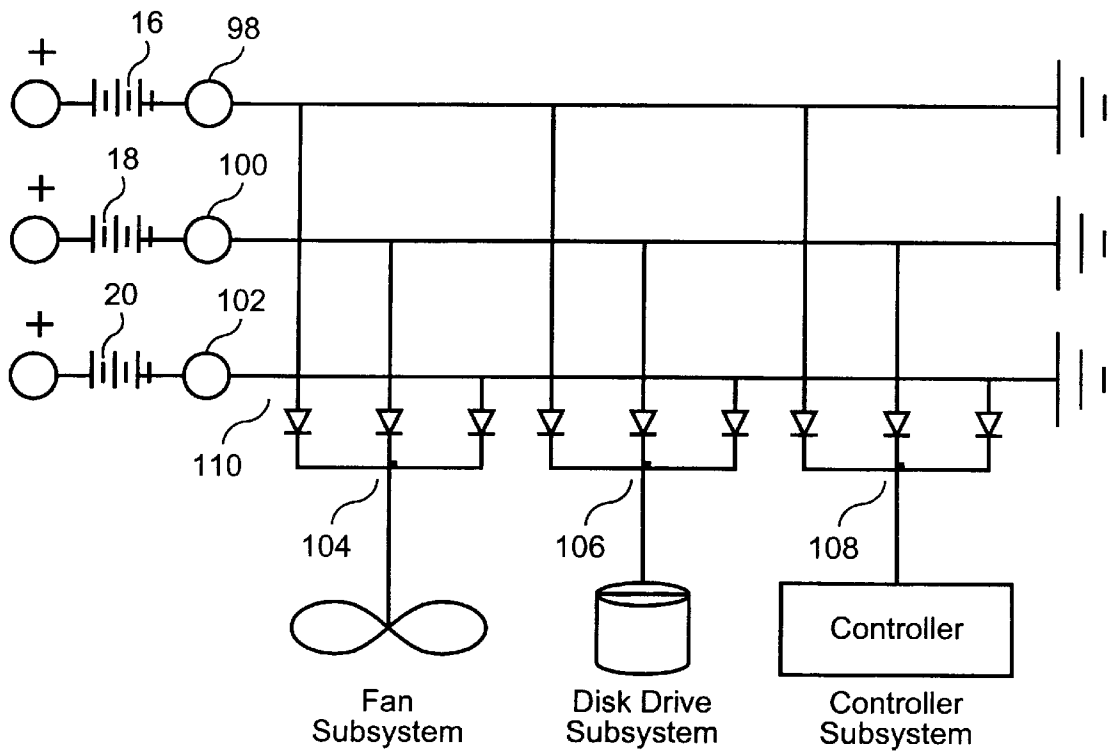 16
98
+
18
100
+
20
102
+
110
104
106
108
Controller
Fan
Subsystem
Disk Drive
Subsystem
Controller
Subsystem